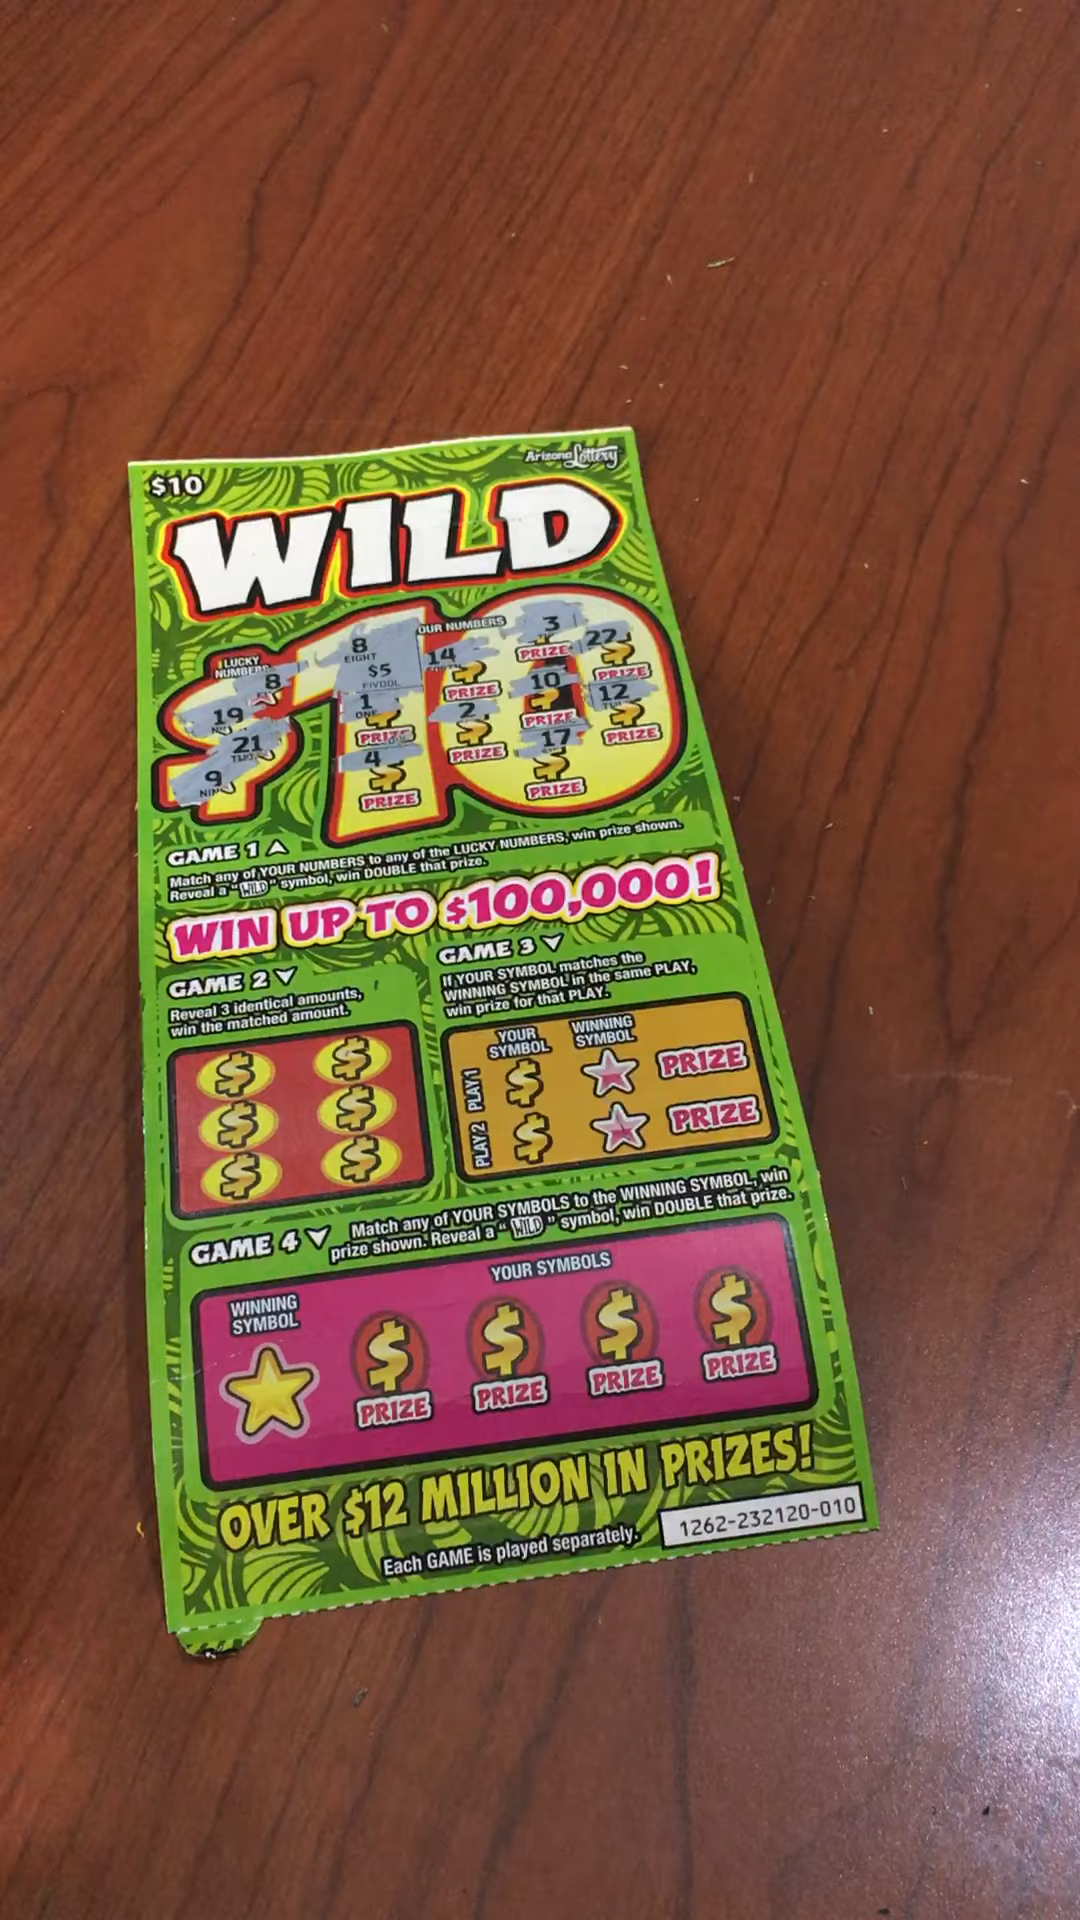 $10
Arizona Lottery
WILD
$10
LUCKY
NUMBERS
8
19
21
9
OUR NUMBERS
8
EIGHT
$5
FIVDOL
14
PRIZE
3
PRIZE
22
PRIZE
1
ONE
PRIZE
2
PRIZE
10
PRIZE
12
PRIZE
4
PRIZE
17
PRIZE
GAME 1
Match any of YOUR NUMBERS to any of the LUCKY NUMBERS, win prize shown.
Reveal a "WILD" symbol, win DOUBLE that prize.
WIN UP TO $100,000!
GAME 2
Reveal 3 identical amounts,
win the matched amount.
$ $
$ $
$ $
GAME 3
If YOUR SYMBOL matches the
WINNING SYMBOL in the same PLAY,
win prize for that PLAY.
YOUR
SYMBOL
WINNING
SYMBOL
PLAY 1
$
PRIZE
PLAY 2
$
PRIZE
GAME 4
Match any of YOUR SYMBOLS to the WINNING SYMBOL, win
prize shown. Reveal a "WILD" symbol, win DOUBLE that prize.
YOUR SYMBOLS
WINNING
SYMBOL
$ $ $ $
PRIZE PRIZE PRIZE PRIZE
OVER $12 MILLION IN PRIZES!
Each GAME is played separately.
1262-232120-010